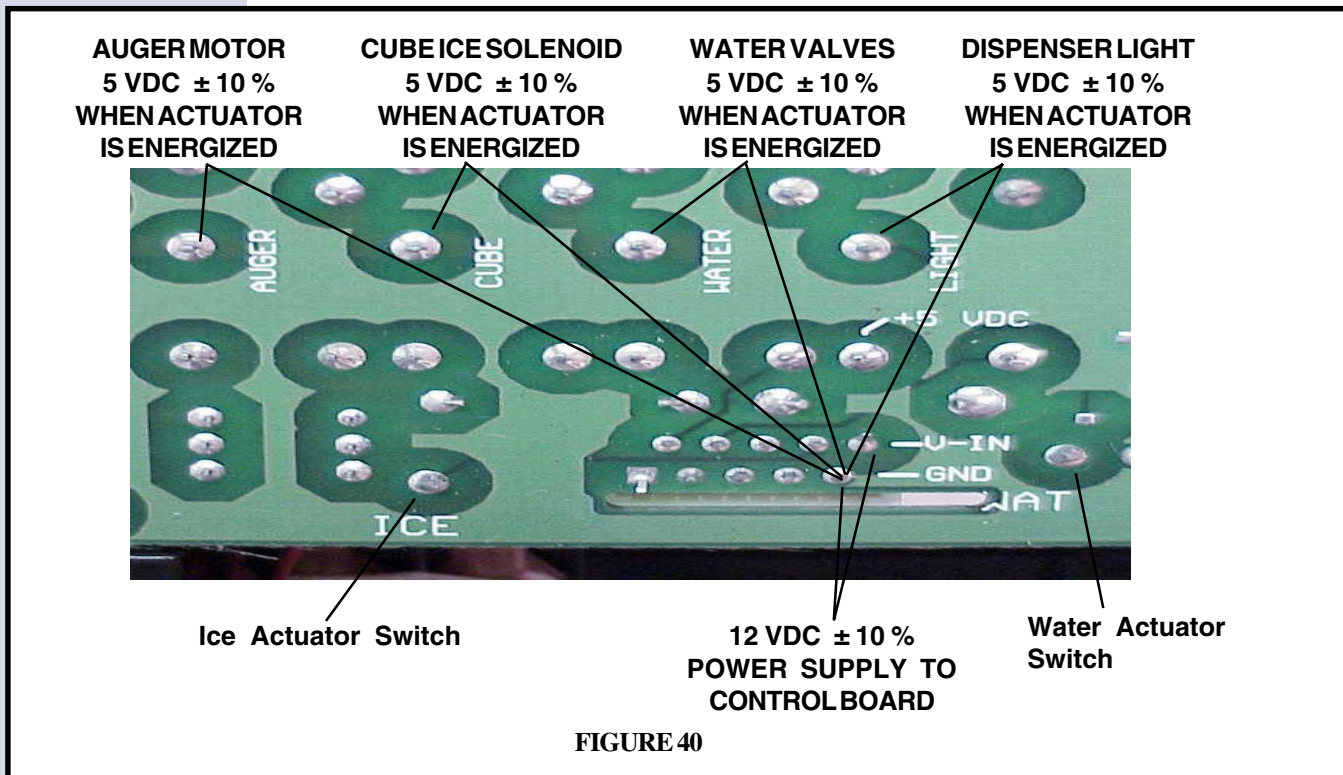 AUGER MOTOR
5 VDC ± 10 %
WHEN ACTUATOR
IS ENERGIZED
CUBE ICE SOLENOID
5 VDC ± 10 %
WHEN ACTUATOR
IS ENERGIZED
WATER VALVES
5 VDC ± 10 %
WHEN ACTUATOR
IS ENERGIZED
DISPENSER LIGHT
5 VDC ± 10 %
WHEN ACTUATOR
IS ENERGIZED
AUGER
CUBE
WATER
LIGHT
+5 VDC
V-IN
GND
ICE
WAT
Ice Actuator Switch
12 VDC ± 10 %
POWER SUPPLY TO
CONTROL BOARD
Water Actuator
Switch
FIGURE 40